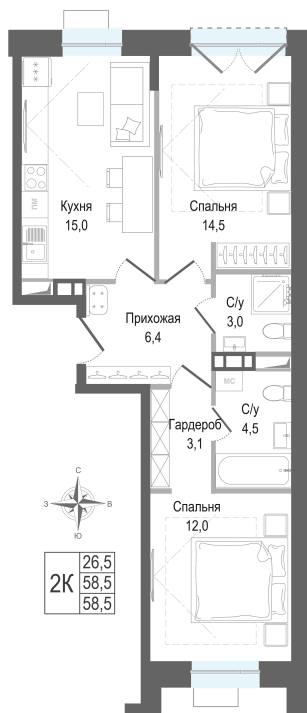 ПМ
Кухня
15,0
Спальня
14,5
Прихожая
6,4
С/у
3,0
МС
С/у
4,5
Гардероб
3,1
Спальня
12,0
С
З
В
Ю
2К
26,5
58,5
58,5